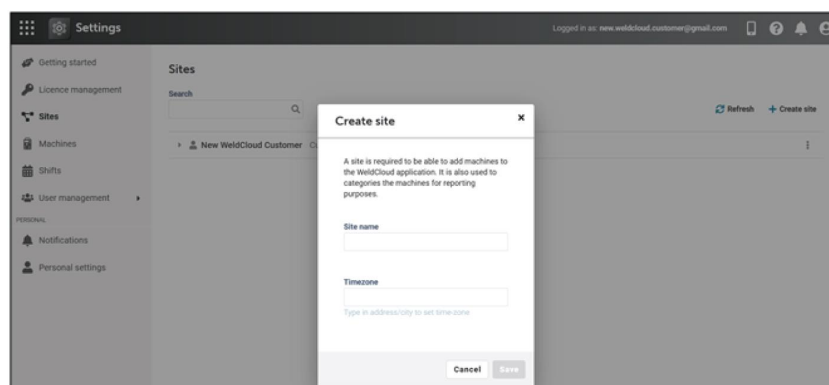 Settings
Logged in as: new.weldcloud.customer@gmail.com
Getting started
Licence management
Sites
Machines
Shifts
User management
PERSONAL
Notifications
Personal settings
Sites
Search
Refresh
Create site
New WeldCloud Customer
Create site
A site is required to be able to add machines to
the WeldCloud application. It is also used to
categories the machines for reporting
purposes.
Site name
Timezone
Type in address/city to set time-zone
Cancel
Save